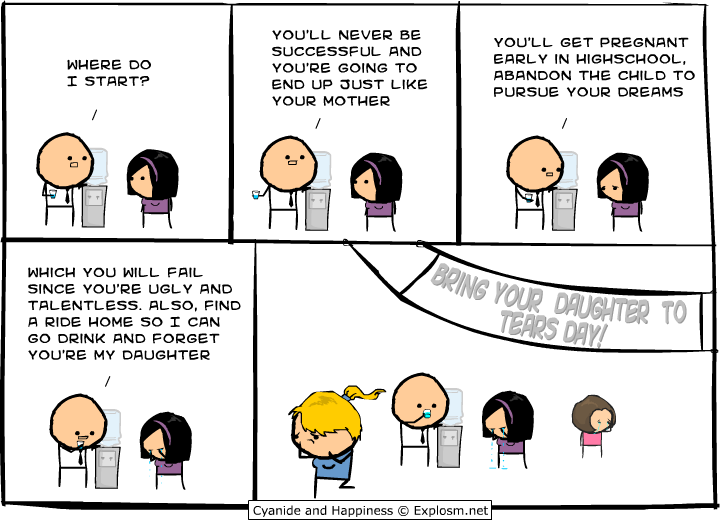 WHERE DO
I START?
YOU'LL NEVER BE
SUCCESSFUL AND
YOU'RE GOING TO
END UP JUST LIKE
YOUR MOTHER
YOU'LL GET PREGNANT
EARLY IN HIGHSCHOOL,
ABANDON THE CHILD TO
PURSUE YOUR DREAMS
WHICH YOU WILL FAIL
SINCE YOU'RE UGLY AND
TALENTLESS. ALSO, FIND
A RIDE HOME SO I CAN
GO DRINK AND FORGET
YOU'RE MY DAUGHTER
BRING YOUR DAUGHTER TO
TEARS DAY!
Cyanide and Happiness © Explosm.net